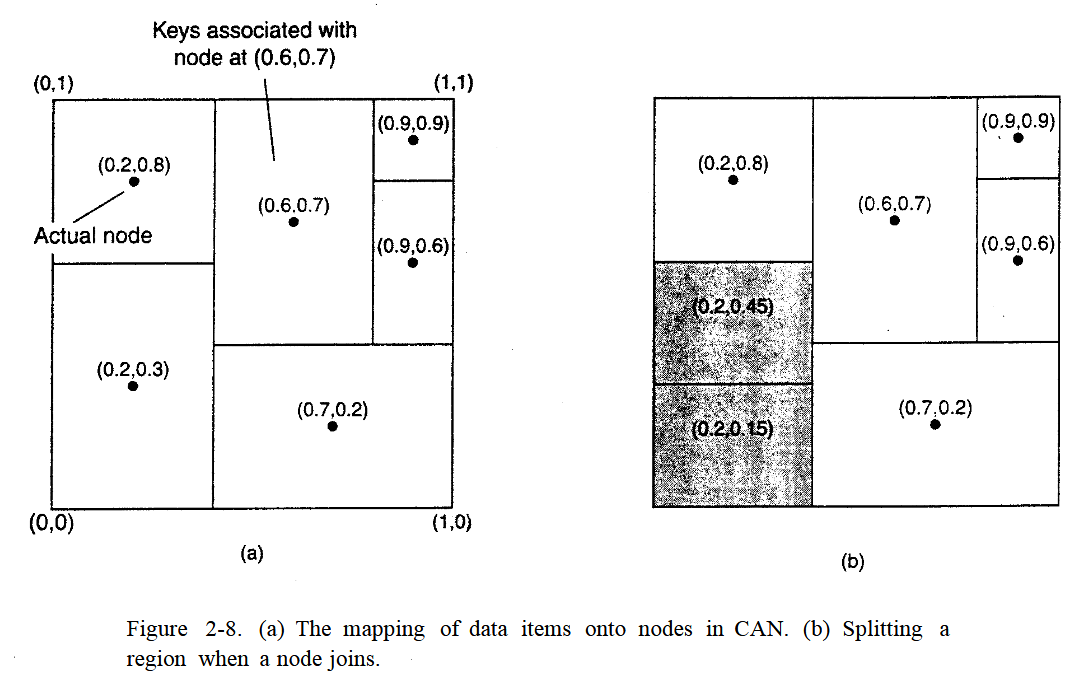 Keys associated with
node at (0.6,0.7)
(0,1)
(1,1)
(0.9,0.9)
(0.2,0.8)
(0.6,0.7)
Actual node
(0.9,0.6)
(0.2,0.3)
(0.7,0.2)
(0,0)
(1,0)
(a)
(0.9,0.9)
(0.2,0.8)
(0.6,0.7)
(0.9,0.6)
(0.2,0.45)
(0.2,0.15)
(0.7,0.2)
(b)
Figure 2-8. (a) The mapping of data items onto nodes in CAN. (b) Splitting a
region when a node joins.